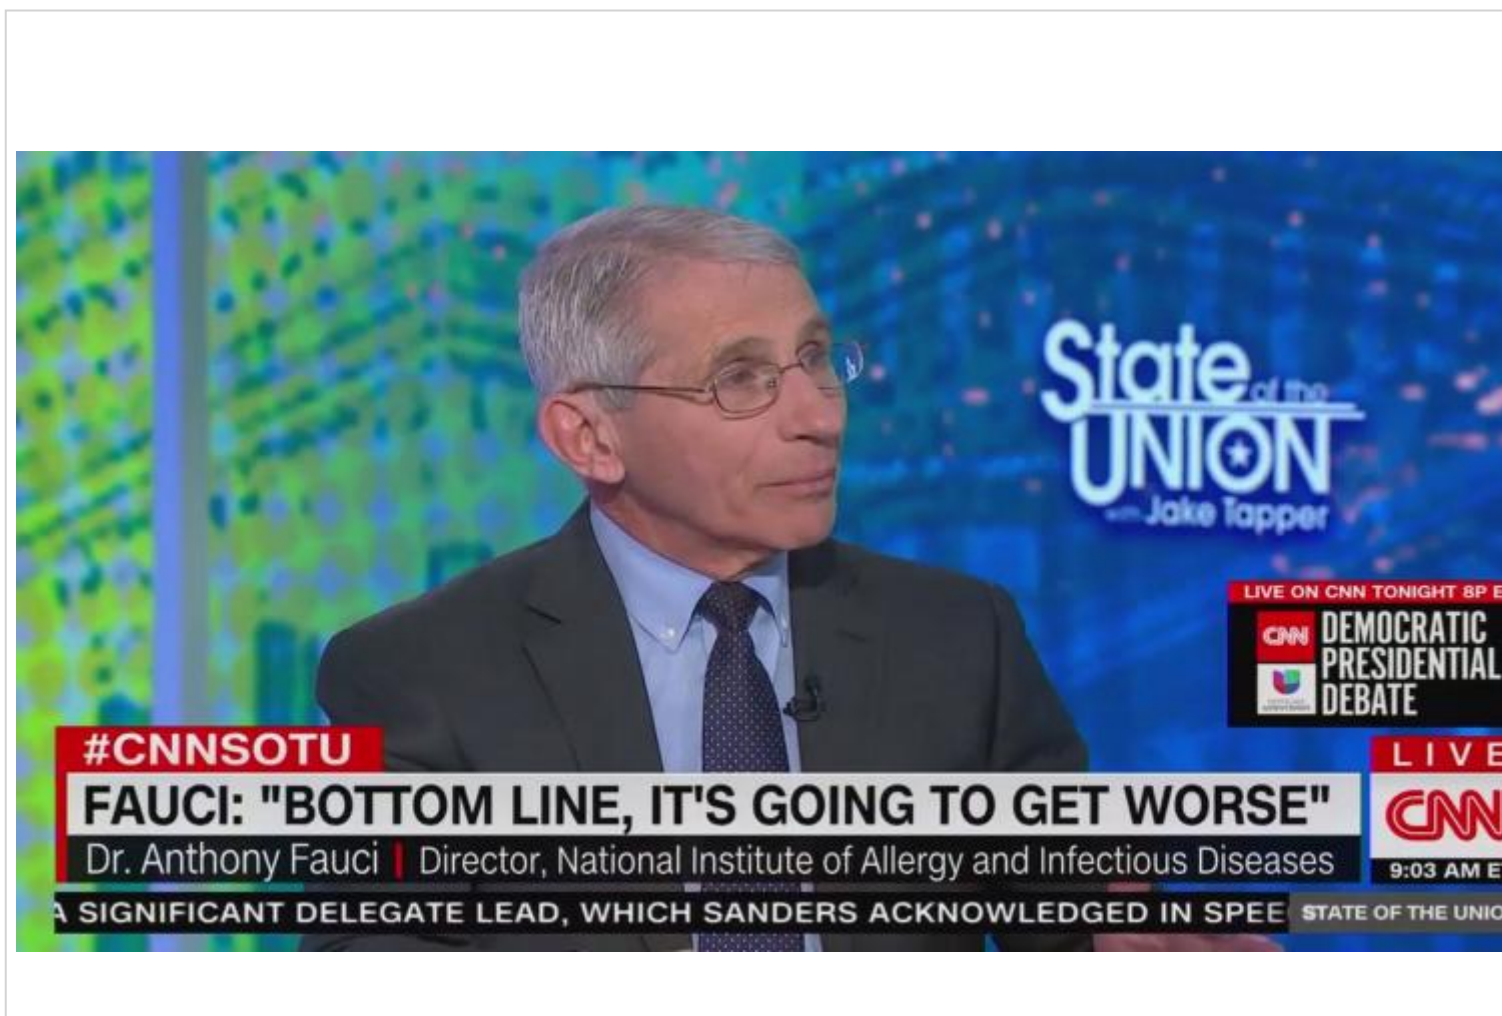 State of the
UNION
with Jake Tapper
LIVE ON CNN TONIGHT 8P E
CNN
DEMOCRATIC
PRESIDENTIAL
DEBATE
#CNNSOTU
FAUCI: "BOTTOM LINE, IT'S GOING TO GET WORSE"
Dr. Anthony Fauci | Director, National Institute of Allergy and Infectious Diseases
LIVE
CNN
9:03 AM E
A SIGNIFICANT DELEGATE LEAD, WHICH SANDERS ACKNOWLEDGED IN SPEE
STATE OF THE UNIO